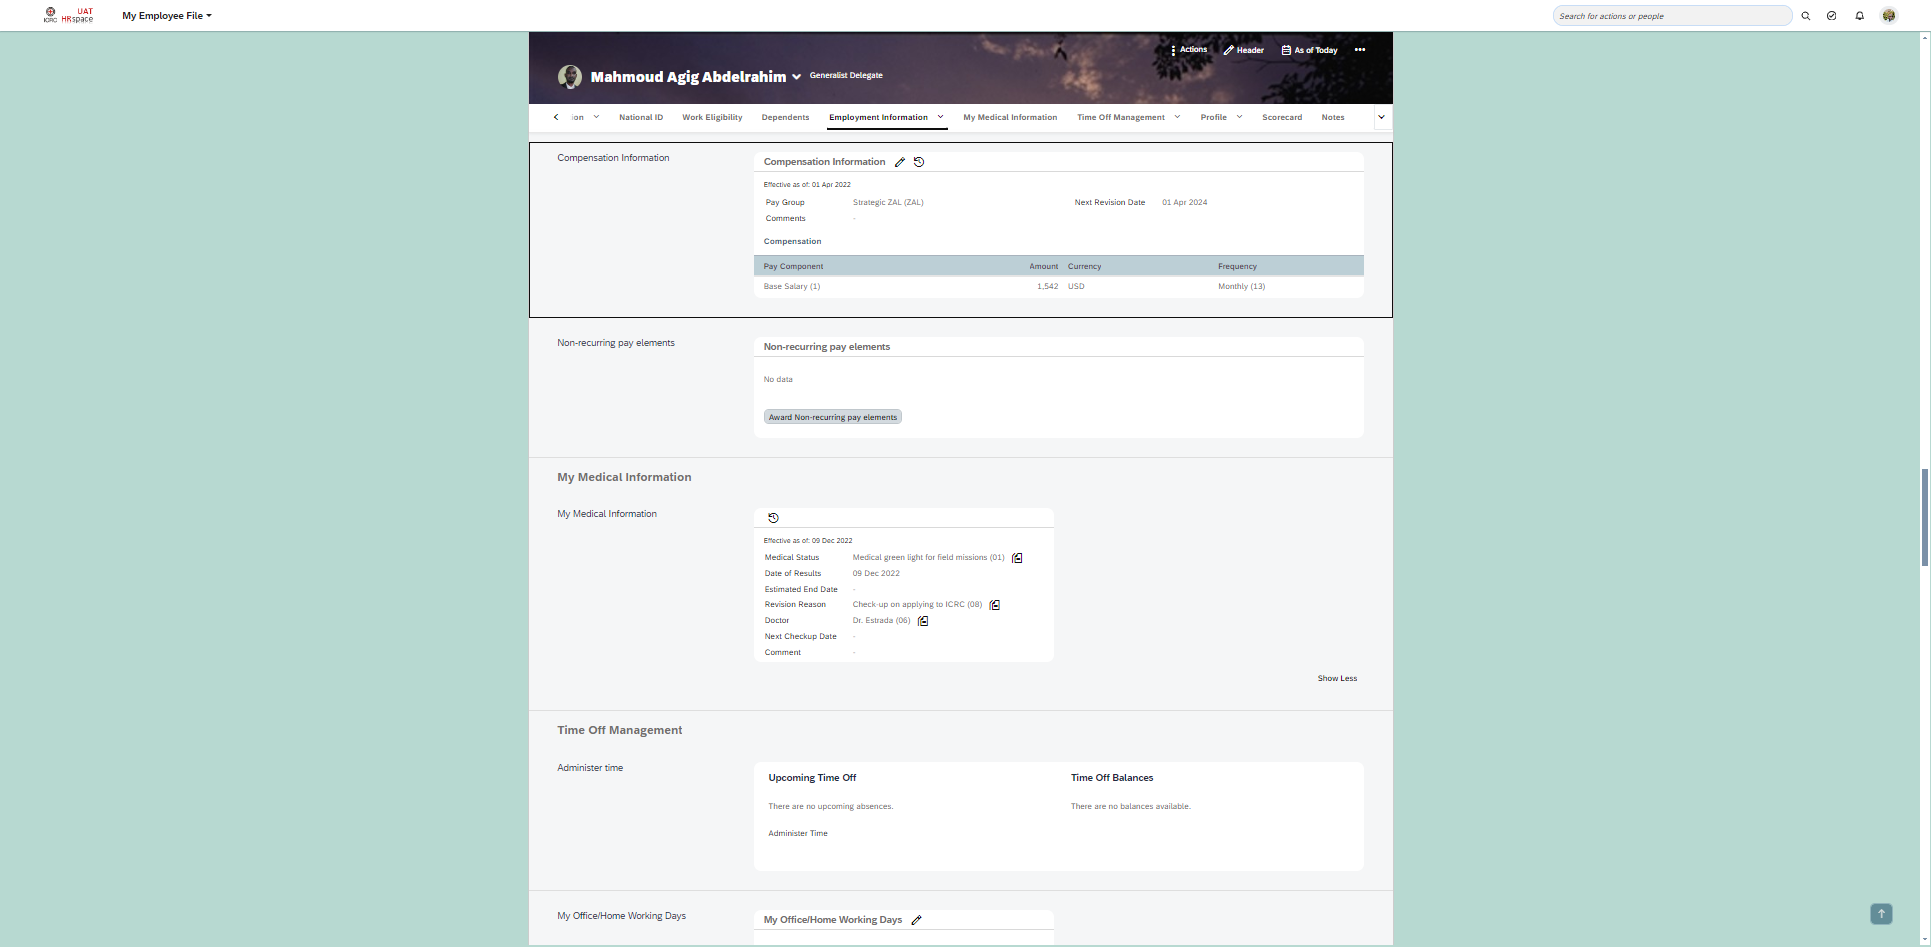 ICRC UAT HRspace My Employee File Search for actions or people
Actions Header As of Today
Mahmoud Agig Abdelrahim Generalist Delegate
ion National ID Work Eligibility Dependents Employment Information My Medical Information Time Off Management Profile Scorecard Notes
Compensation Information
Compensation Information
Effective as of: 01 Apr 2022
Pay Group Strategic ZAL (ZAL) Next Revision Date 01 Apr 2024
Comments -
Compensation
Pay Component Amount Currency Frequency
Base Salary (1) 1,542 USD Monthly (13)
Non-recurring pay elements
Non-recurring pay elements
No data
Award Non-recurring pay elements
My Medical Information
My Medical Information
Effective as of: 09 Dec 2022
Medical Status Medical green light for field missions (01)
Date of Results 09 Dec 2022
Estimated End Date -
Revision Reason Check-up on applying to ICRC (08)
Doctor Dr. Estrada (06)
Next Checkup Date -
Comment -
Show Less
Time Off Management
Administer time
Upcoming Time Off Time Off Balances
There are no upcoming absences. There are no balances available.
Administer Time
My Office/Home Working Days
My Office/Home Working Days